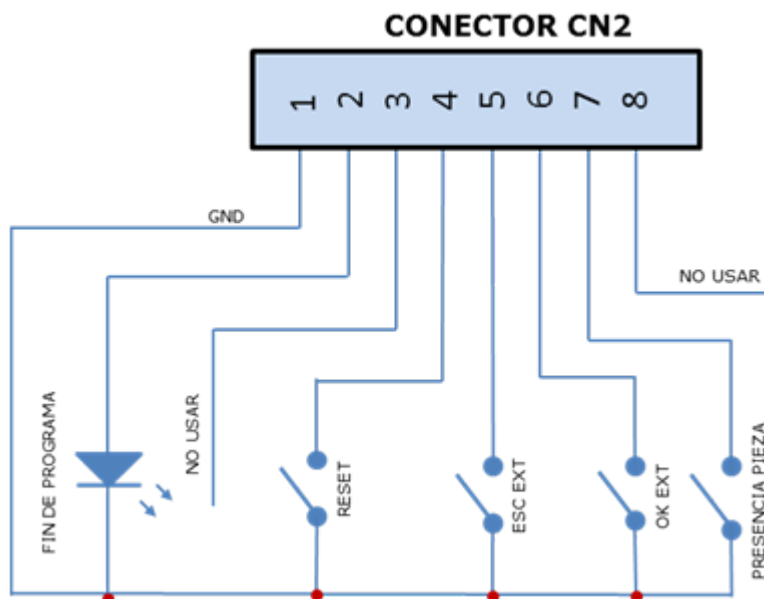 CONECTOR CN2
1 2 3 4 5 6 7 8
GND
NO USAR
FIN DE PROGRAMA
NO USAR
RESET
ESC EXT
OK EXT
PRESENCIA PIEZA